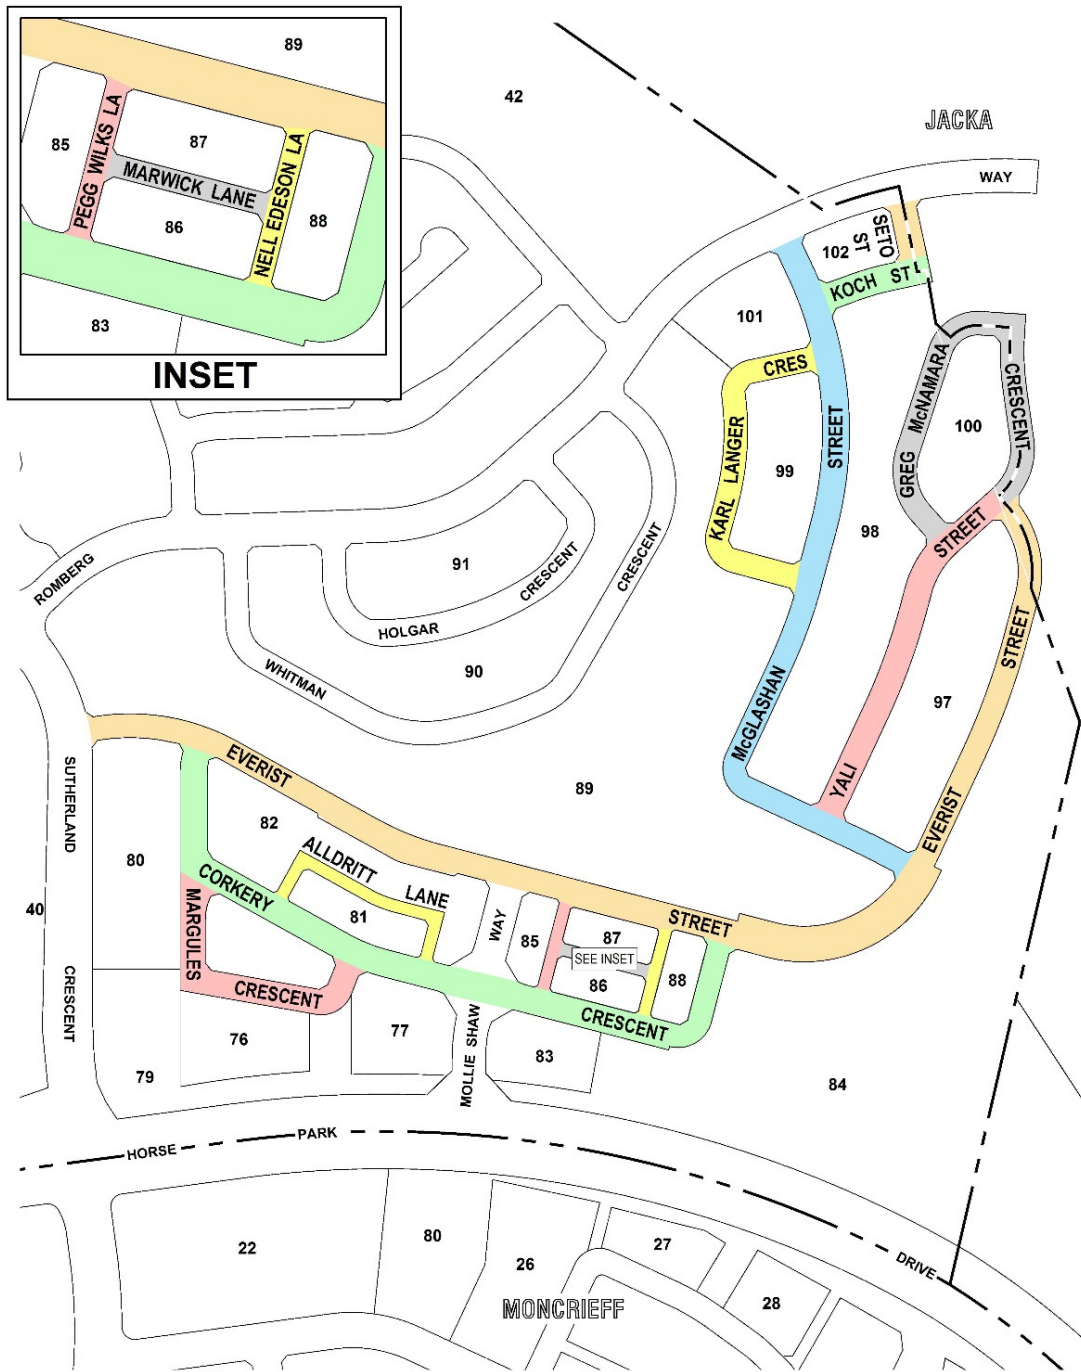 89
85
PEGG WILKS LA
87
MARWICK LANE
86
NELL EDESON LA
88
83
INSET
42
JACKA
WAY
SETO
ST
102
KOCH ST
101
CRES
KARL LANGER
99
STREET
McGLASHAN
GREG McNAMARA
CRESCENT
100
98
STREET
YALI
97
STREET
EVERIST
ROMBERG
91
HOLGAR
CRESCENT
CRESCENT
WHITMAN
90
89
SUTHERLAND
CRESCENT
40
80
EVERIST
STREET
82
ALLDRITT
LANE
81
CORKERY
CRESCENT
MARGULES
CRESCENT
WAY
MOLLIE SHAW
85
87
SEE INSET
86
88
76
77
79
83
84
HORSE
PARK
DRIVE
22
80
26
27
28
MONCRIEFF